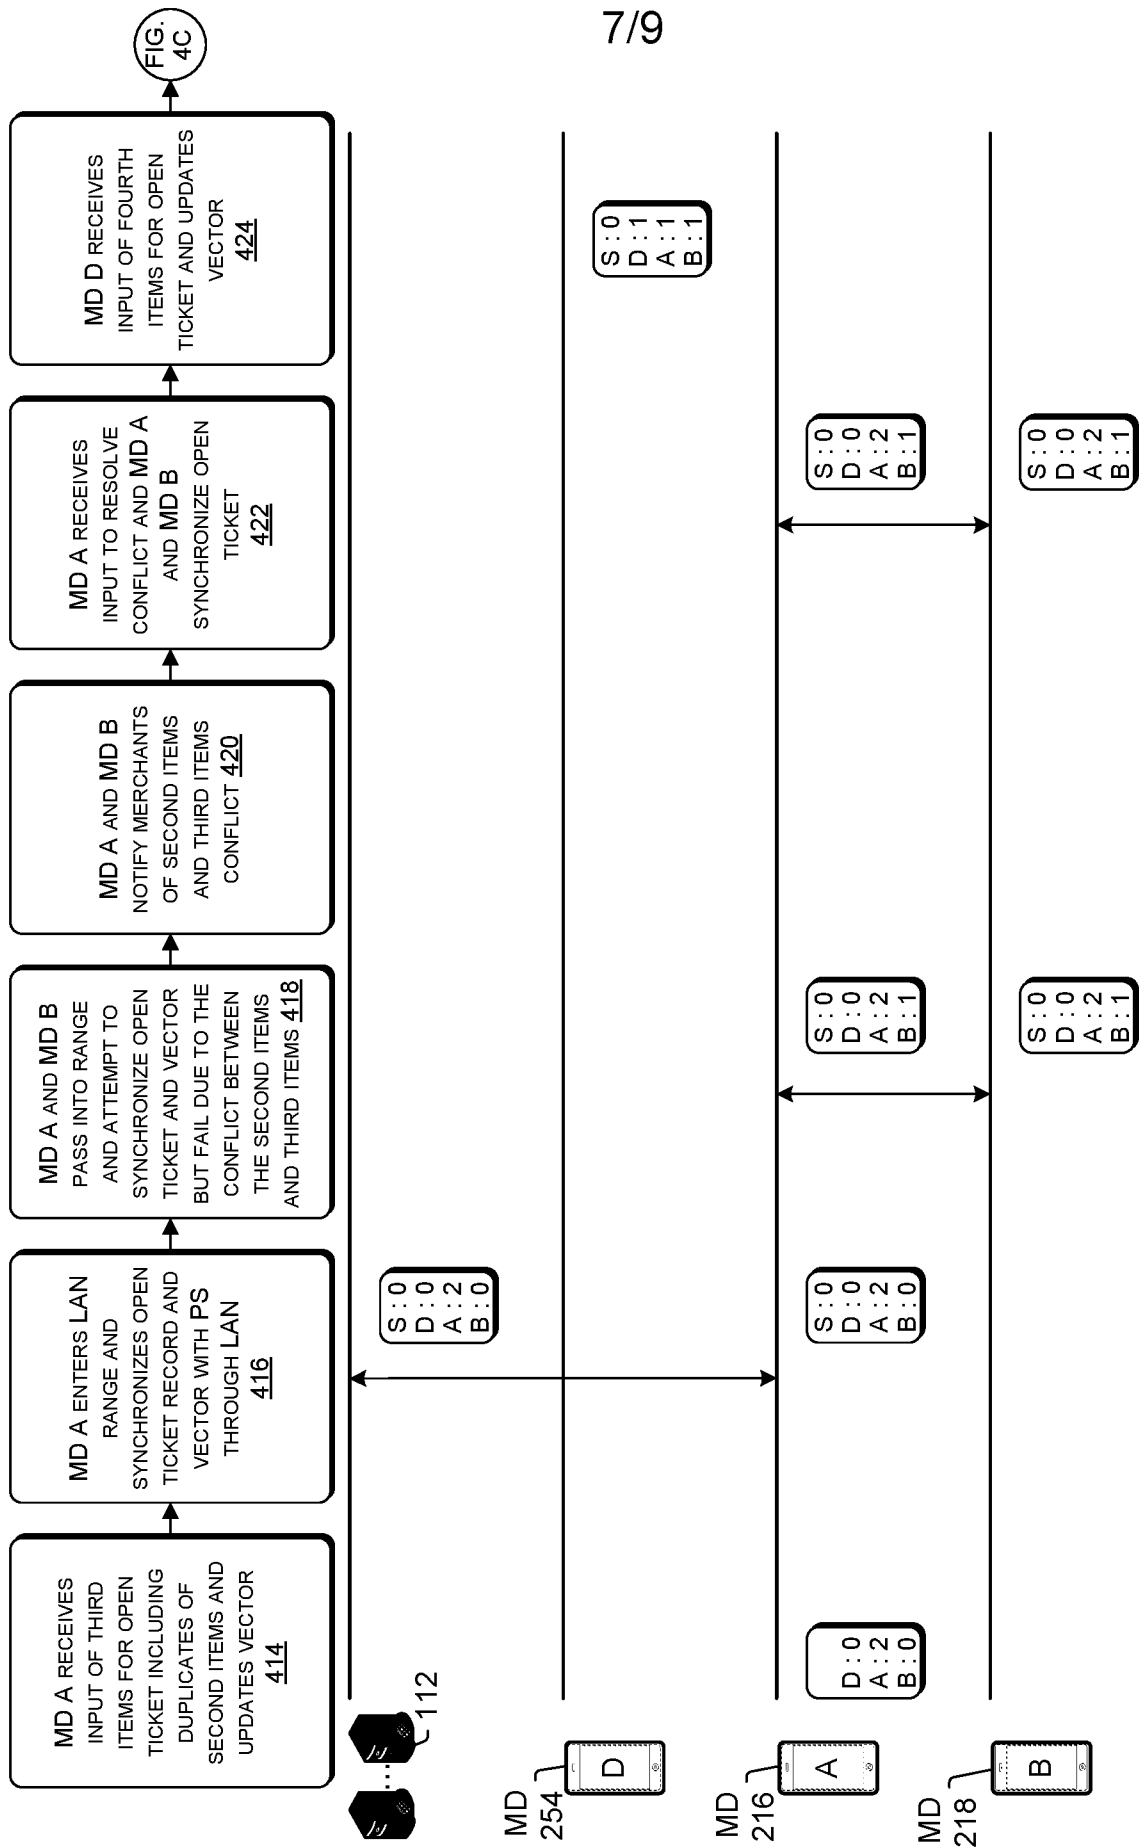 7/9
MD A RECEIVES
INPUT OF THIRD
ITEMS FOR OPEN
TICKET INCLUDING
DUPLICATES OF
SECOND ITEMS AND
UPDATES VECTOR
414
MD A ENTERS LAN
RANGE AND
SYNCHRONIZES OPEN
TICKET RECORD AND
VECTOR WITH PS
THROUGH LAN
416
MD A AND MD B
PASS INTO RANGE
AND ATTEMPT TO
SYNCHRONIZE OPEN
TICKET AND VECTOR
BUT FAIL DUE TO THE
CONFLICT BETWEEN
THE SECOND ITEMS
AND THIRD ITEMS 418
MD A AND MD B
NOTIFY MERCHANTS
OF SECOND ITEMS
AND THIRD ITEMS
CONFLICT 420
MD A RECEIVES
INPUT TO RESOLVE
CONFLICT AND MD A
AND MD B
SYNCHRONIZE OPEN
TICKET
422
MD D RECEIVES
INPUT OF FOURTH
ITEMS FOR OPEN
TICKET AND UPDATES
VECTOR
424
FIG.
4C
112
S:0
D:0
A:2
B:0
MD
254
D
S:0
D:1
A:1
B:1
MD
216
A
D:0
A:2
B:0
S:0
D:0
A:2
B:0
S:0
D:0
A:2
B:1
S:0
D:0
A:2
B:1
MD
218
B
S:0
D:0
A:2
B:1
S:0
D:0
A:2
B:1